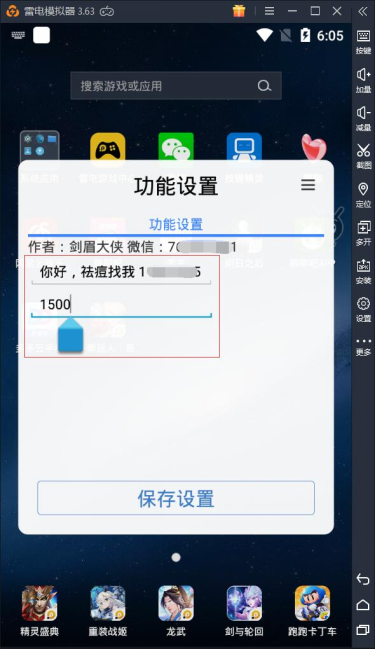 雷电模拟器 3.63
6:05
搜索游戏或应用
功能设置
功能设置
作者：剑眉大侠 微信：70 1
你好，祛痘找我 1 5
1500
保存设置
精灵盛典
重装战姬
龙武
剑与轮回
跑跑卡丁车
按键
加量
减量
截图
定位
多开
安装
设置
更多